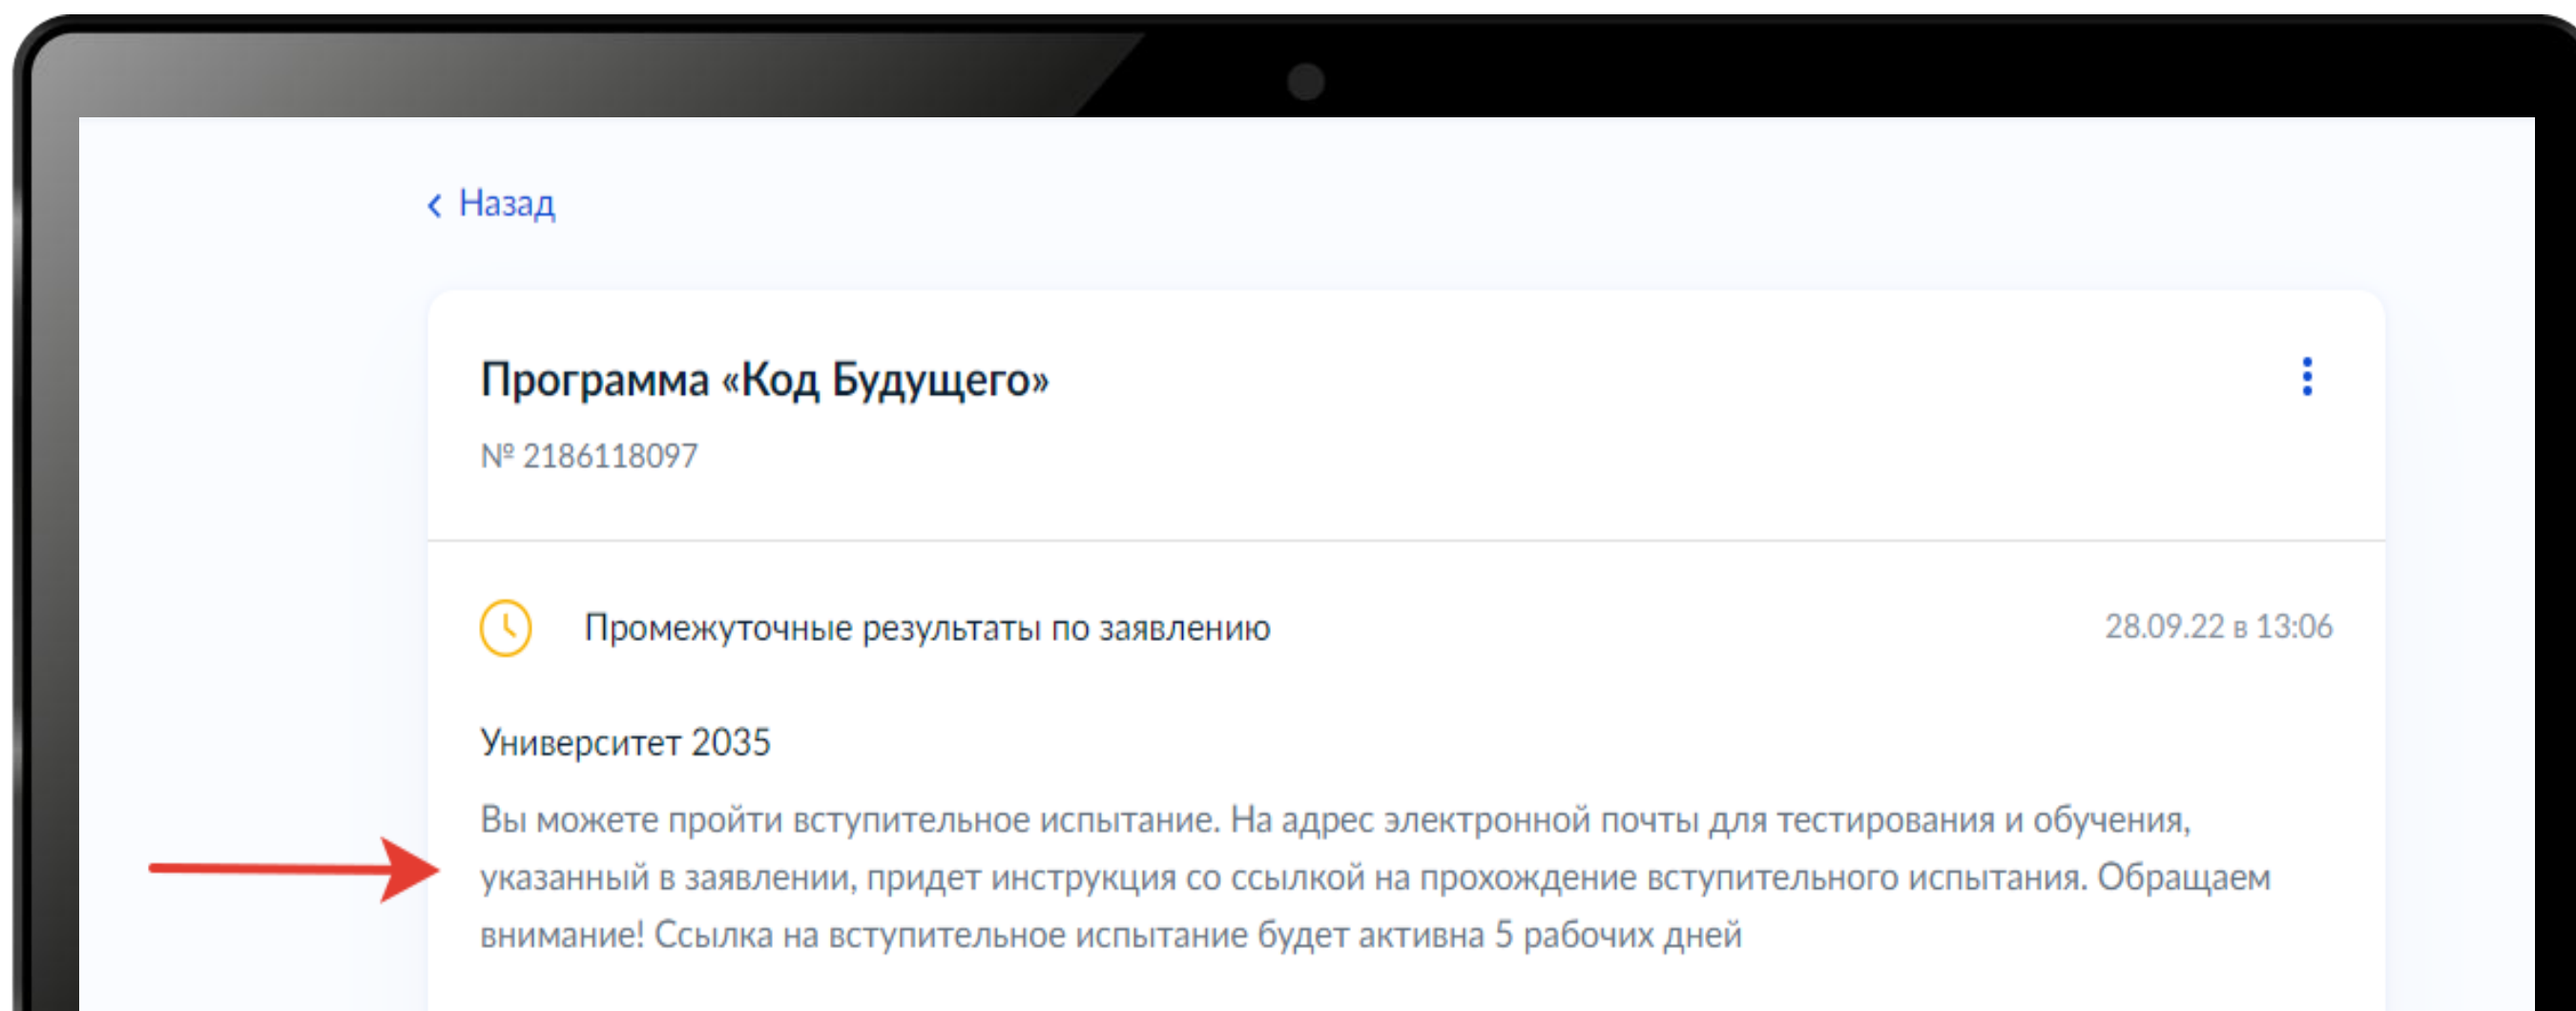 Назад
Программа «Код Будущего»
№ 2186118097
Промежуточные результаты по заявлению
28.09.22 в 13:06
Университет 2035
Вы можете пройти вступительное испытание. На адрес электронной почты для тестирования и обучения,
указанный в заявлении, придет инструкция со ссылкой на прохождение вступительного испытания. Обращаем
внимание! Ссылка на вступительное испытание будет активна 5 рабочих дней